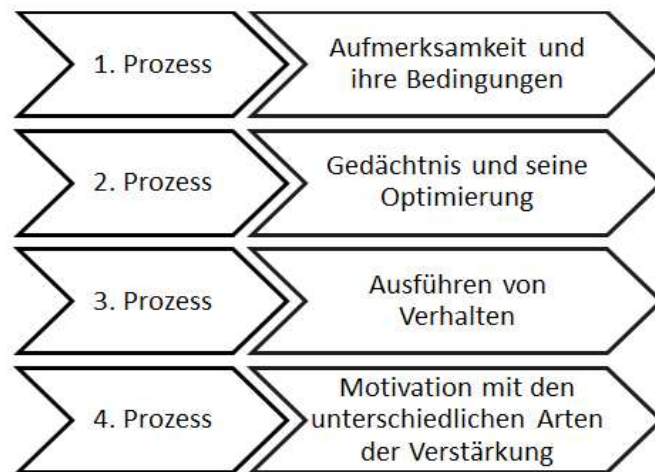 1. Prozess
Aufmerksamkeit und
ihre Bedingungen
2. Prozess
Gedächtnis und seine
Optimierung
3. Prozess
Ausführen von
Verhalten
4. Prozess
Motivation mit den
unterschiedlichen Arten
der Verstärkung